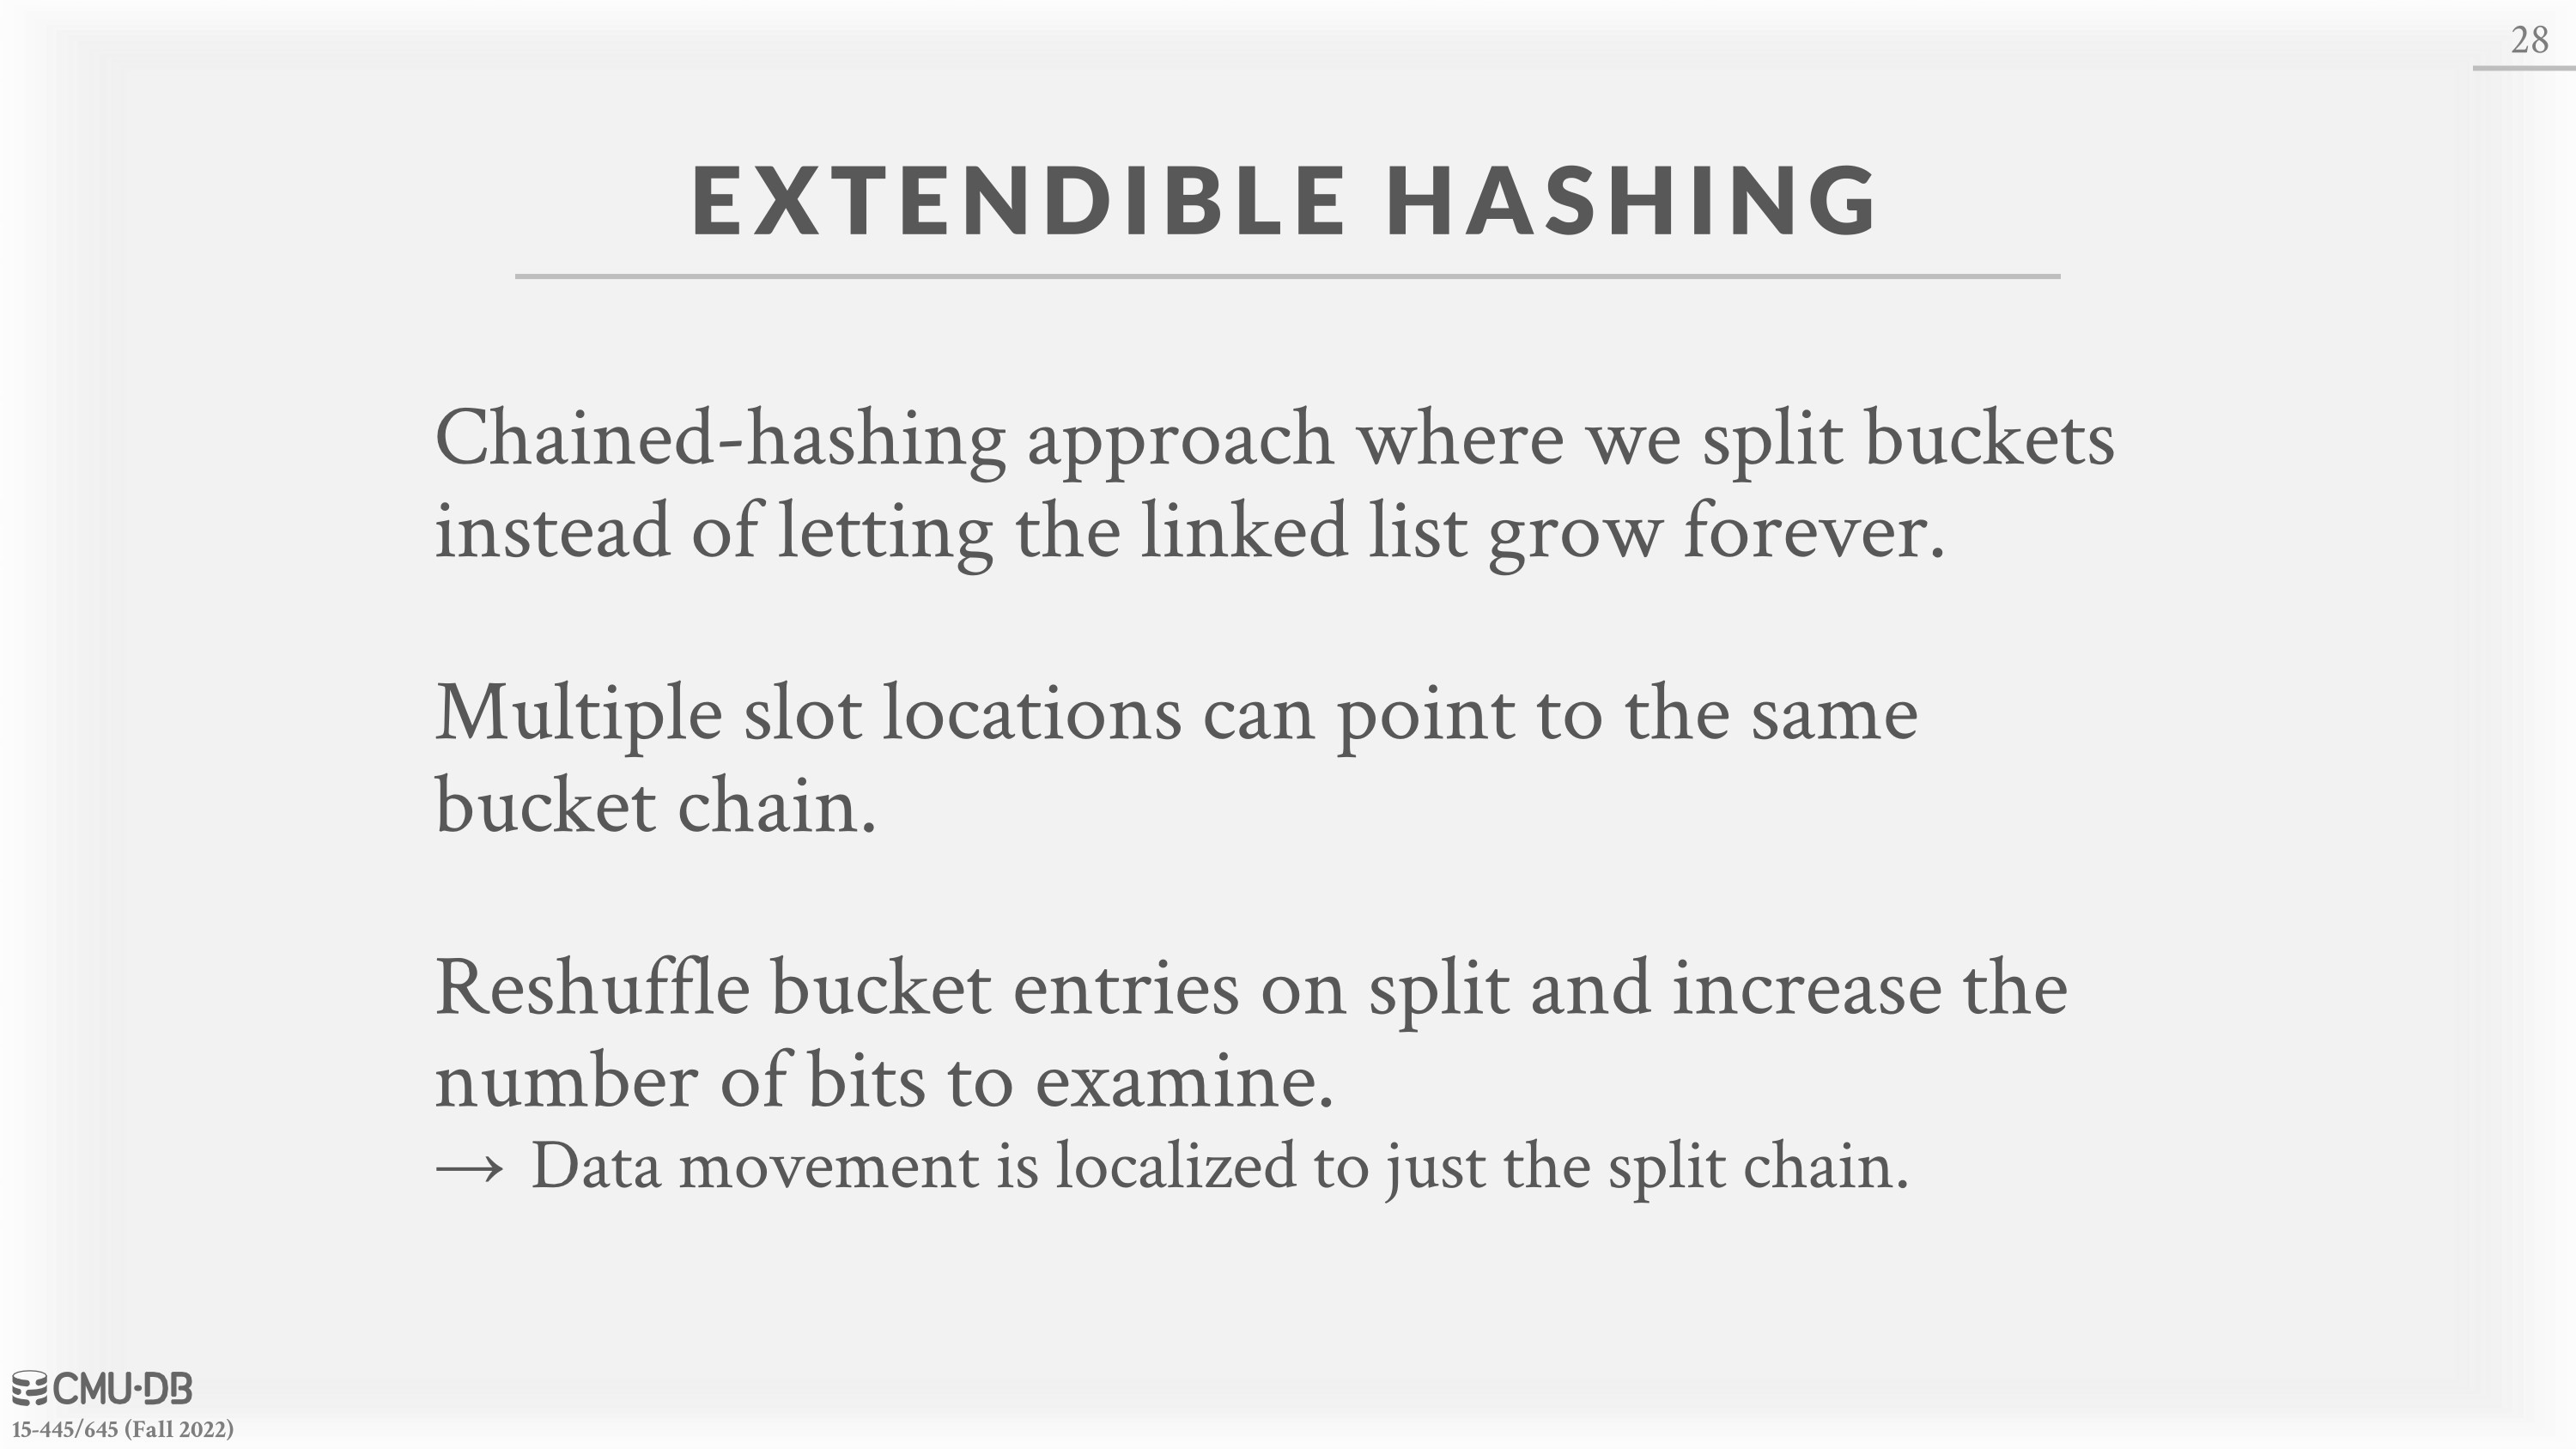 28
EXTENDIBLE HASHING
Chained-hashing approach where we split buckets
instead of letting the linked list grow forever.
Multiple slot locations can point to the same
bucket chain.
Reshuffle bucket entries on split and increase the
number of bits to examine.
→ Data movement is localized to just the split chain.
CMU·DB
15-445/645 (Fall 2022)